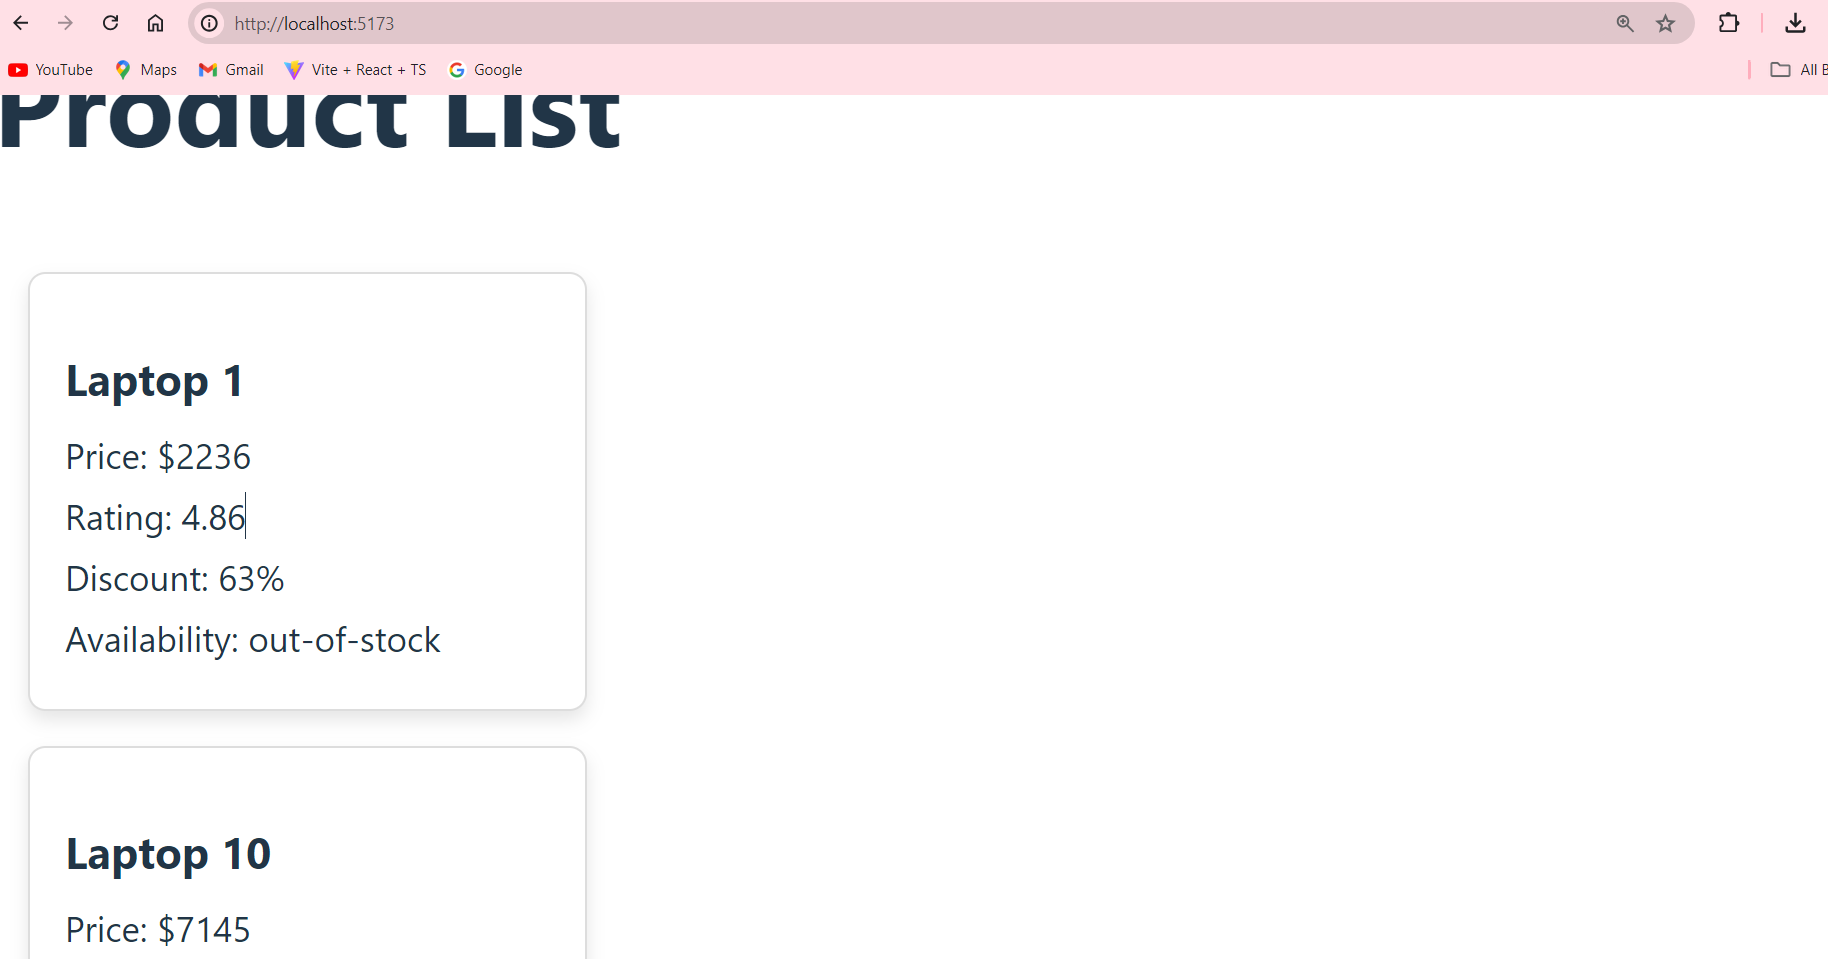 http://localhost:5173
YouTube Maps Gmail Vite + React + TS Google All B
Product List
Laptop 1
Price: $2236
Rating: 4.86
Discount: 63%
Availability: out-of-stock
Laptop 10
Price: $7145